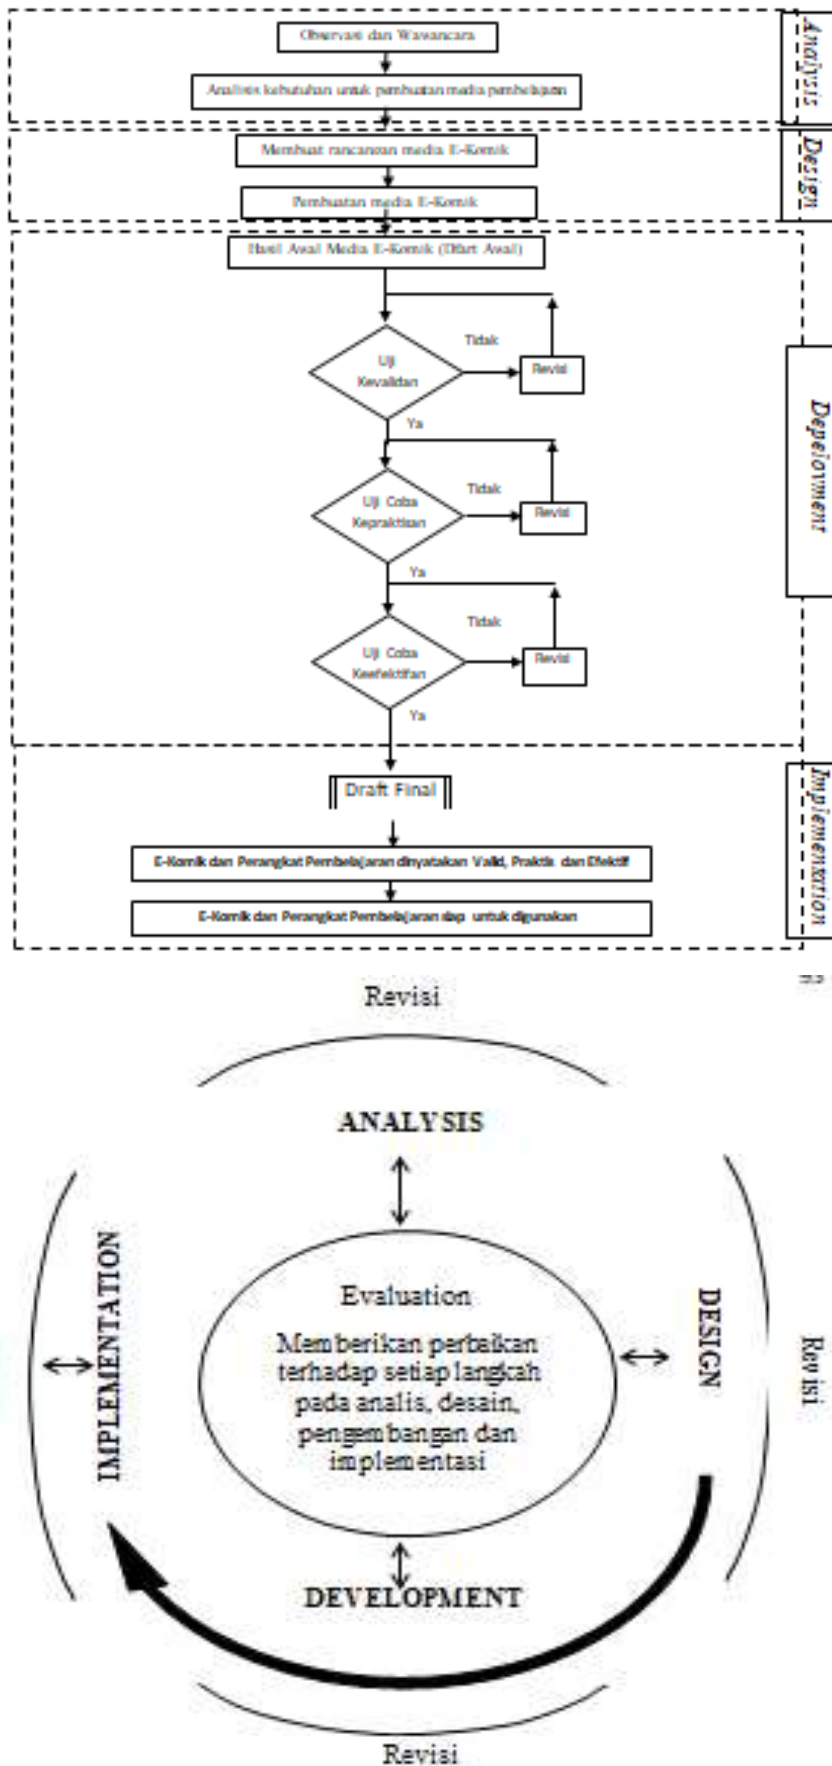 Observasi dan Wawancara
Analysis
Analisis kebutuhan untuk pembuatan media pembelajaran
Membuat rancangan media E-Komik
Design
Pembuatan media E-Komik
Hasil Awal Media E-Komik (Dfart Awal)
Tidak
Uji
Kevalidan
Revisi
Ya
Depelovment
Tidak
Uji Coba
Kepraktisan
Revisi
Ya
Tidak
Uji Coba
Keefektifan
Revisi
Ya
Draft Final
Implementation
E-Komik dan Perangkat Pembelajaran dinyatakan Valid, Praktis dan Efektif
E-Komik dan Perangkat Pembelajaran siap untuk digunakan
Revisi
ANALYSIS
IMPLEMENTATION
Evaluation
Memberikan perbaikan
terhadap setiap langkah
pada analis, desain,
pengembangan dan
implementasi
DESIGN
Revisi
DEVELOPMENT
Revisi